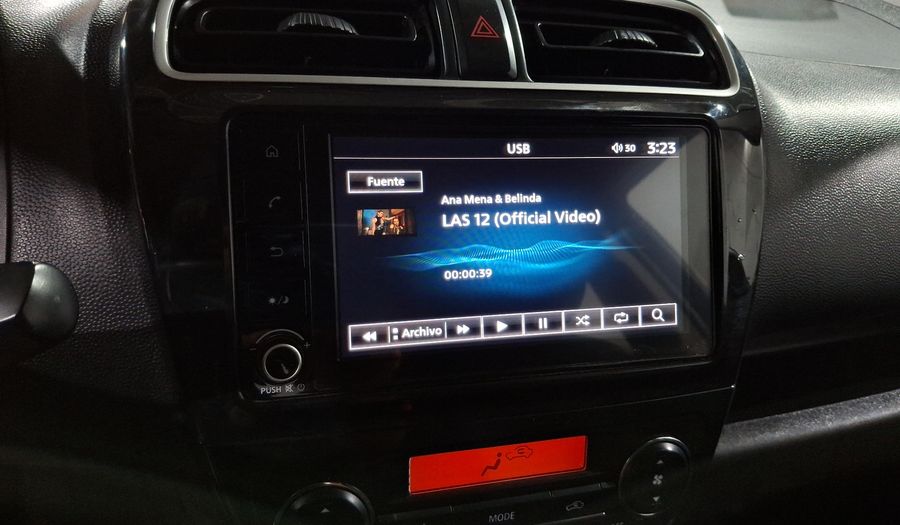 USB
30 3:23
Fuente
Ana Mena & Belinda
LAS 12 (Official Video)
00:00:39
Archivo
PUSH
MODE